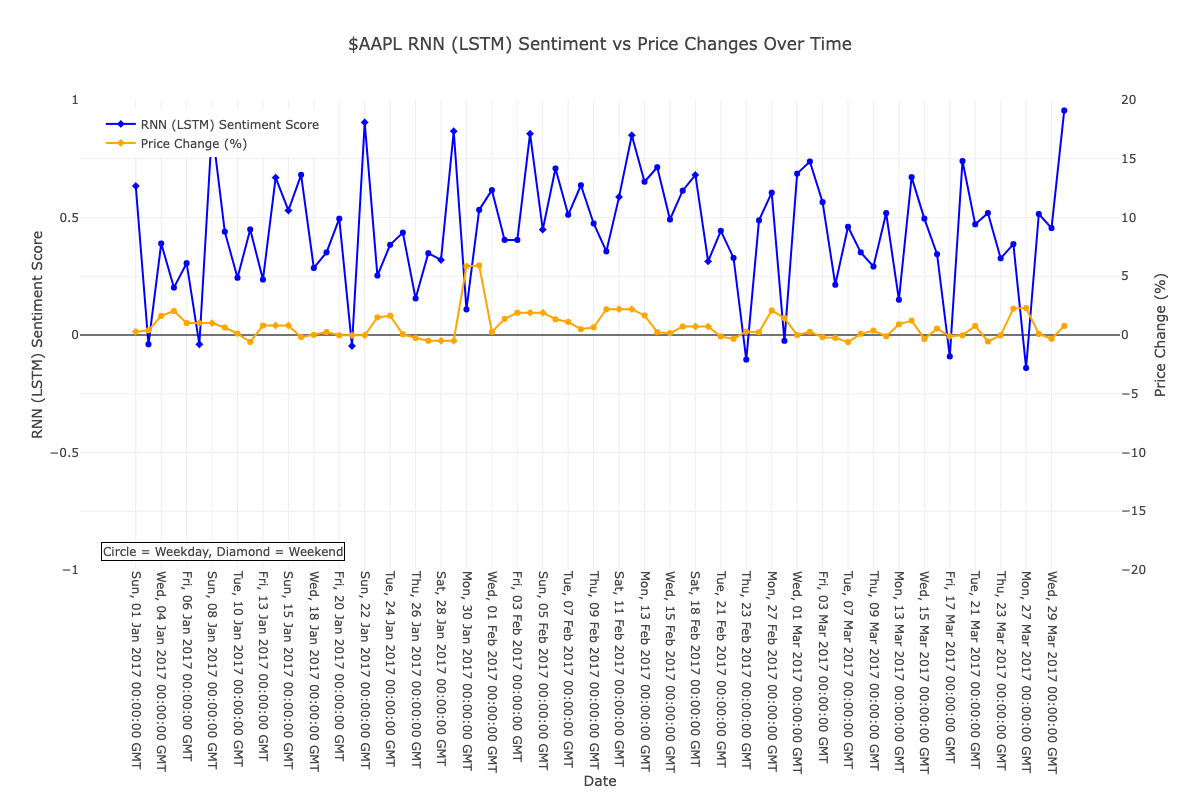 $AAPL RNN (LSTM) Sentiment vs Price Changes Over Time
RNN (LSTM) Sentiment Score
Price Change (%)
1
0.5
0
−0.5
−1
RNN (LSTM) Sentiment Score
20
15
10
5
0
−5
−10
−15
−20
Price Change (%)
Circle = Weekday, Diamond = Weekend
Sun, 01 Jan 2017 00:00:00 GMT
Wed, 04 Jan 2017 00:00:00 GMT
Fri, 06 Jan 2017 00:00:00 GMT
Sun, 08 Jan 2017 00:00:00 GMT
Tue, 10 Jan 2017 00:00:00 GMT
Fri, 13 Jan 2017 00:00:00 GMT
Sun, 15 Jan 2017 00:00:00 GMT
Wed, 18 Jan 2017 00:00:00 GMT
Fri, 20 Jan 2017 00:00:00 GMT
Sun, 22 Jan 2017 00:00:00 GMT
Tue, 24 Jan 2017 00:00:00 GMT
Thu, 26 Jan 2017 00:00:00 GMT
Sat, 28 Jan 2017 00:00:00 GMT
Mon, 30 Jan 2017 00:00:00 GMT
Wed, 01 Feb 2017 00:00:00 GMT
Fri, 03 Feb 2017 00:00:00 GMT
Sun, 05 Feb 2017 00:00:00 GMT
Tue, 07 Feb 2017 00:00:00 GMT
Thu, 09 Feb 2017 00:00:00 GMT
Sat, 11 Feb 2017 00:00:00 GMT
Mon, 13 Feb 2017 00:00:00 GMT
Wed, 15 Feb 2017 00:00:00 GMT
Sat, 18 Feb 2017 00:00:00 GMT
Tue, 21 Feb 2017 00:00:00 GMT
Thu, 23 Feb 2017 00:00:00 GMT
Mon, 27 Feb 2017 00:00:00 GMT
Wed, 01 Mar 2017 00:00:00 GMT
Fri, 03 Mar 2017 00:00:00 GMT
Tue, 07 Mar 2017 00:00:00 GMT
Thu, 09 Mar 2017 00:00:00 GMT
Mon, 13 Mar 2017 00:00:00 GMT
Wed, 15 Mar 2017 00:00:00 GMT
Fri, 17 Mar 2017 00:00:00 GMT
Tue, 21 Mar 2017 00:00:00 GMT
Thu, 23 Mar 2017 00:00:00 GMT
Mon, 27 Mar 2017 00:00:00 GMT
Wed, 29 Mar 2017 00:00:00 GMT
Date